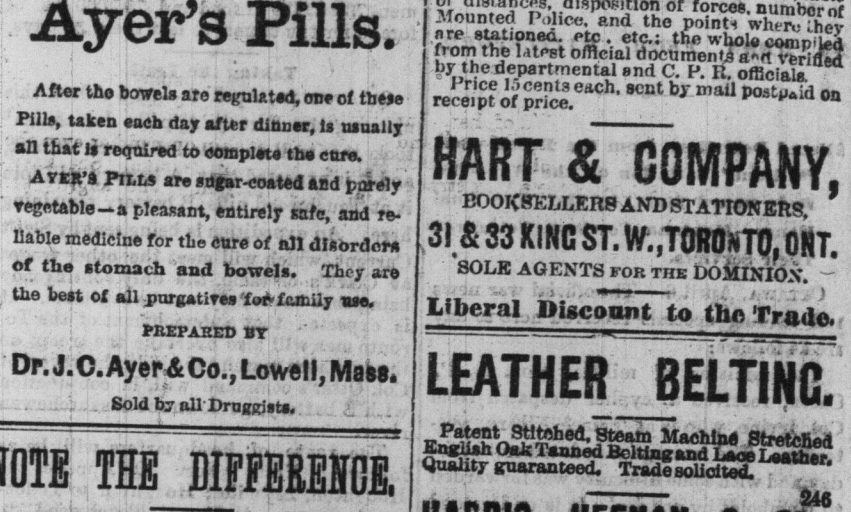 Ayer's Pills.
After the bowels are regulated, one of these
Pills, taken each day after dinner, is usually
all that is required to complete the cure.
AYER'S PILLS are sugar-coated and purely
vegetable — a pleasant, entirely safe, and re-
liable medicine for the cure of all disorders
of the stomach and bowels. They are
the best of all purgatives for family use.
PREPARED BY
Dr. J. C. Ayer & Co., Lowell, Mass.
Sold by all Druggists.
NOTE THE DIFFERENCE.
of distances, disposition of forces, number of
Mounted Police, and the points where they
are stationed, etc., etc.; the whole compiled
from the latest official documents and verified
by the departmental and C. P. R. officials.
Price 15 cents each, sent by mail postpaid on
receipt of price.
HART & COMPANY,
BOOKSELLERS AND STATIONERS,
31 & 33 KING ST. W., TORONTO, ONT.
SOLE AGENTS FOR THE DOMINION.
Liberal Discount to the Trade.
LEATHER BELTING.
Patent Stitched, Steam Machine Stretched
English Oak Tanned Belting and Lace Leather.
Quality guaranteed. Trade solicited.
246